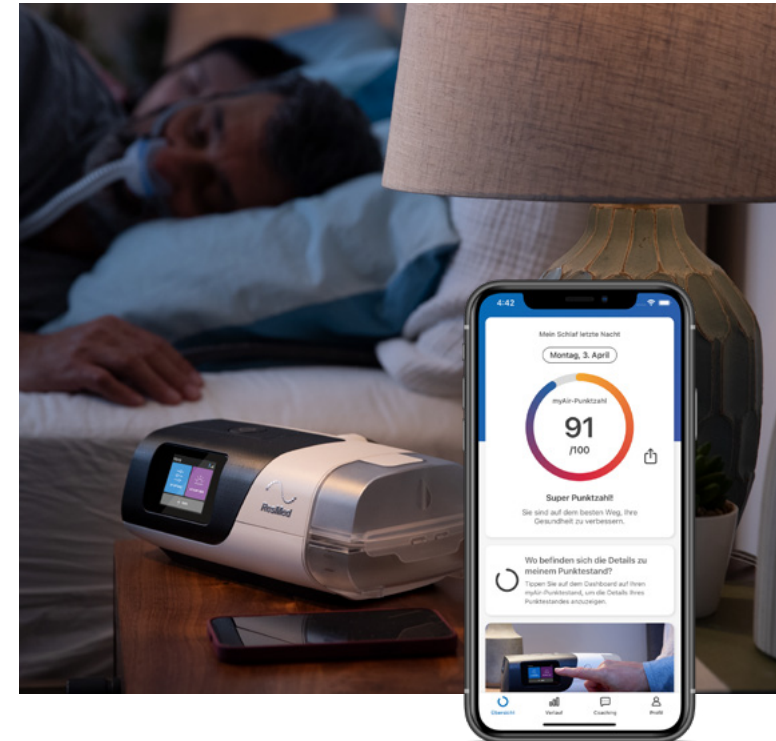 ResMed
4:42
Mein Schlaf letzte Nacht
Montag, 3. April
myAir-Punktzahl
91
/100
Super Punktzahl!
Sie sind auf dem besten Weg, Ihre
Gesundheit zu verbessern.
Wo befinden sich die Details zu
meinem Punktestand?
Tippen Sie auf dem Dashboard auf Ihren
myAir-Punktestand, um die Details Ihres
Punktestandes anzuzeigen.
Übersicht
Verlauf
Coaching
Profil